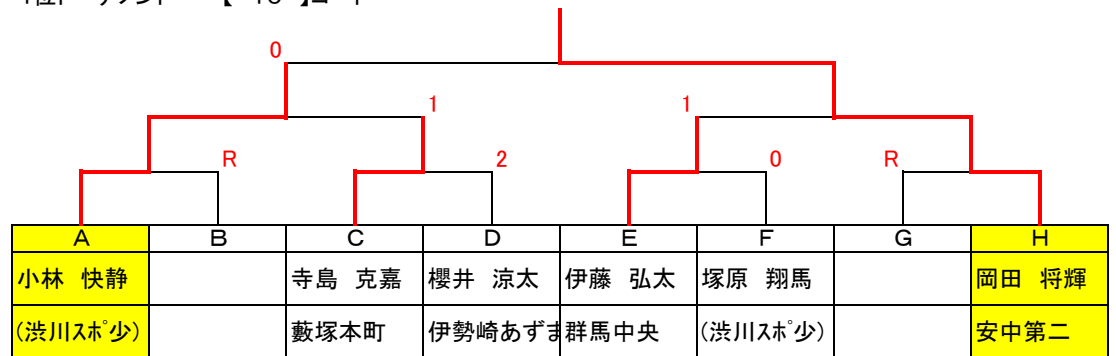 0
1 1
R 2 0 R
A B C D E F G H
小林 快静 寺島 克嘉 櫻井 涼太 伊藤 弘太 塚原 翔馬 岡田 将輝
(渋川スポ少) 藪塚本町 伊勢崎あずま 群馬中央 (渋川スポ少) 安中第二